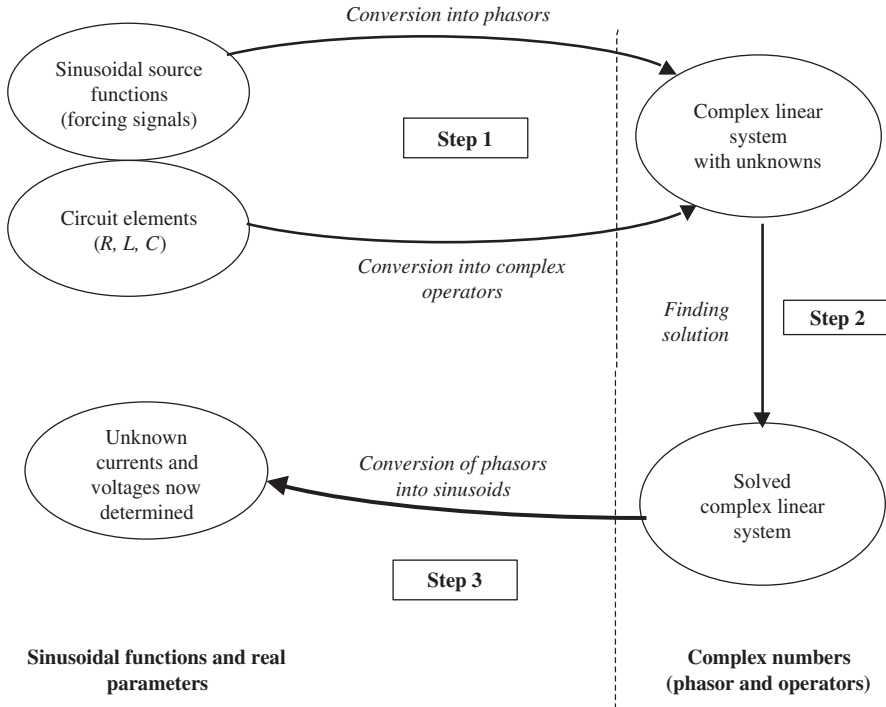 Conversion into phasors
Sinusoidal source
functions
(forcing signals)
Complex linear
system
with unknowns
Step 1
Circuit elements
(R, L, C)
Conversion into complex
operators
Finding
solution
Step 2
Unknown
currents and
voltages now
determined
Conversion of phasors
into sinusoids
Solved
complex linear
system
Step 3
Sinusoidal functions and real
parameters
Complex numbers
(phasor and operators)